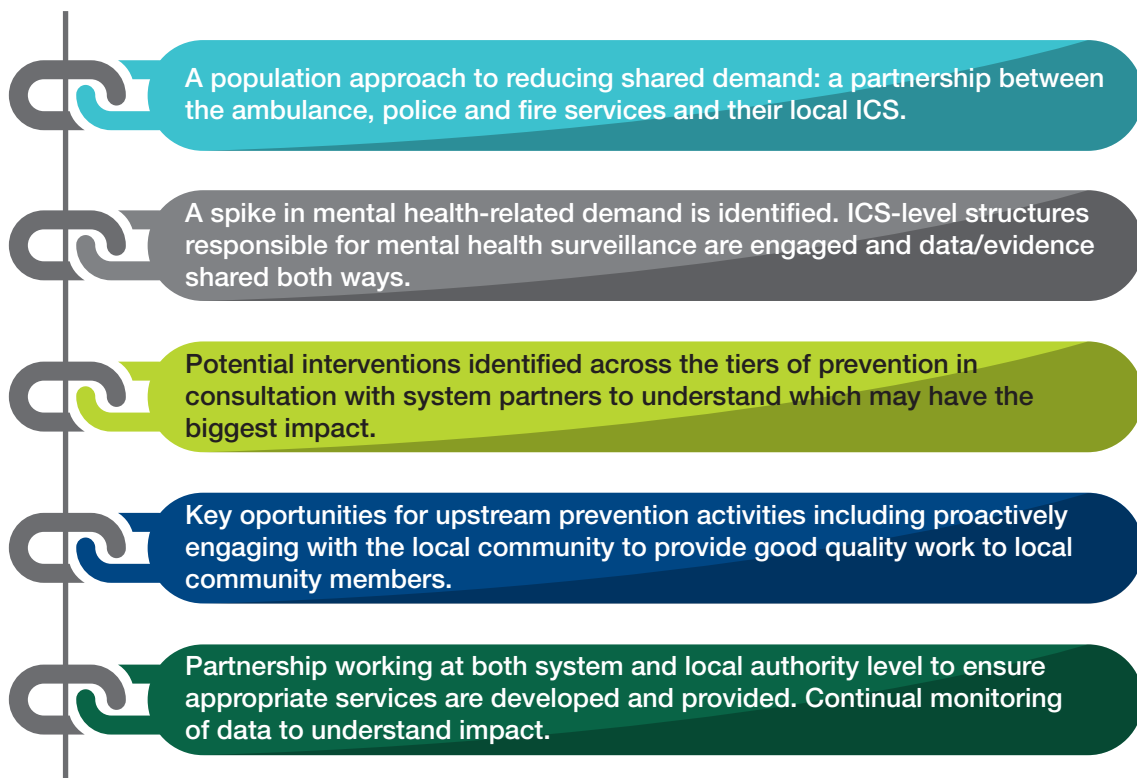 A population approach to reducing shared demand: a partnership between
the ambulance, police and fire services and their local ICS.
A spike in mental health-related demand is identified. ICS-level structures
responsible for mental health surveillance are engaged and data/evidence
shared both ways.
Potential interventions identified across the tiers of prevention in
consultation with system partners to understand which may have the
biggest impact.
Key oportunities for upstream prevention activities including proactively
engaging with the local community to provide good quality work to local
community members.
Partnership working at both system and local authority level to ensure
appropriate services are developed and provided. Continual monitoring
of data to understand impact.